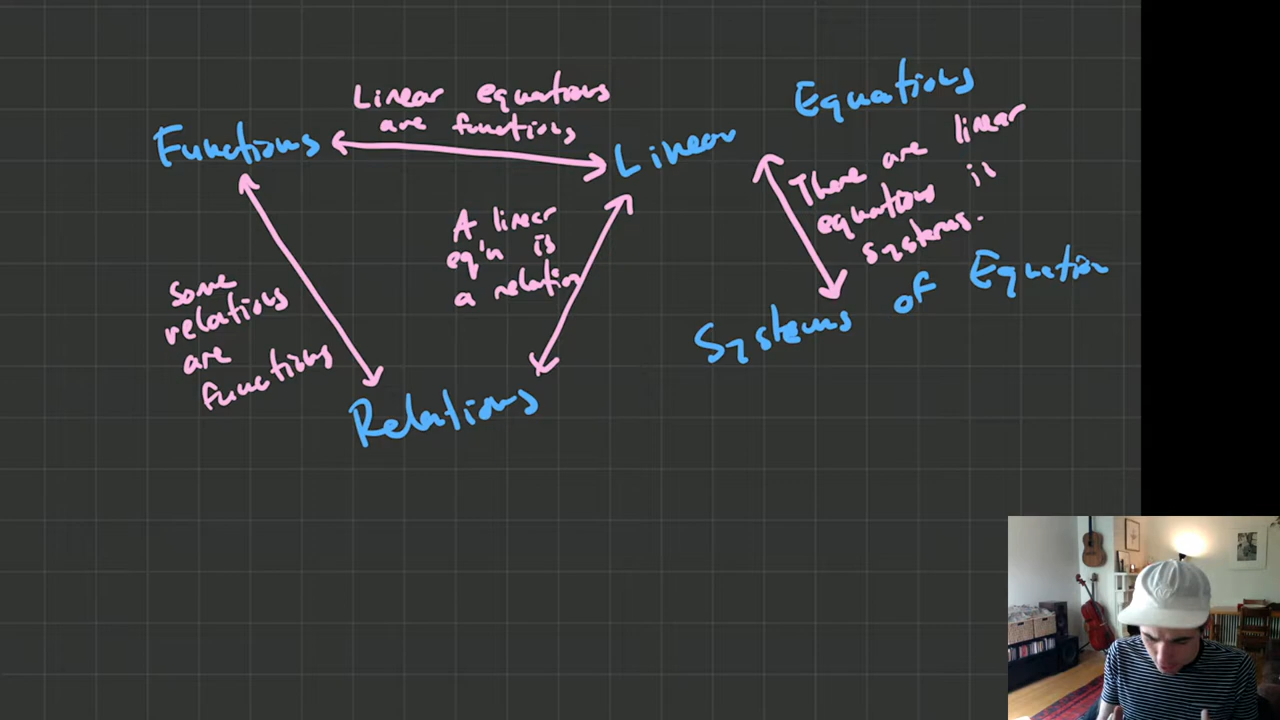 Linear equations
are functions
Functions
Linear
Equations
There are linear
equations in
systems.
A linear
eq'n is
a relation
Some
relations
are
functions
Systems of Equation
Relations